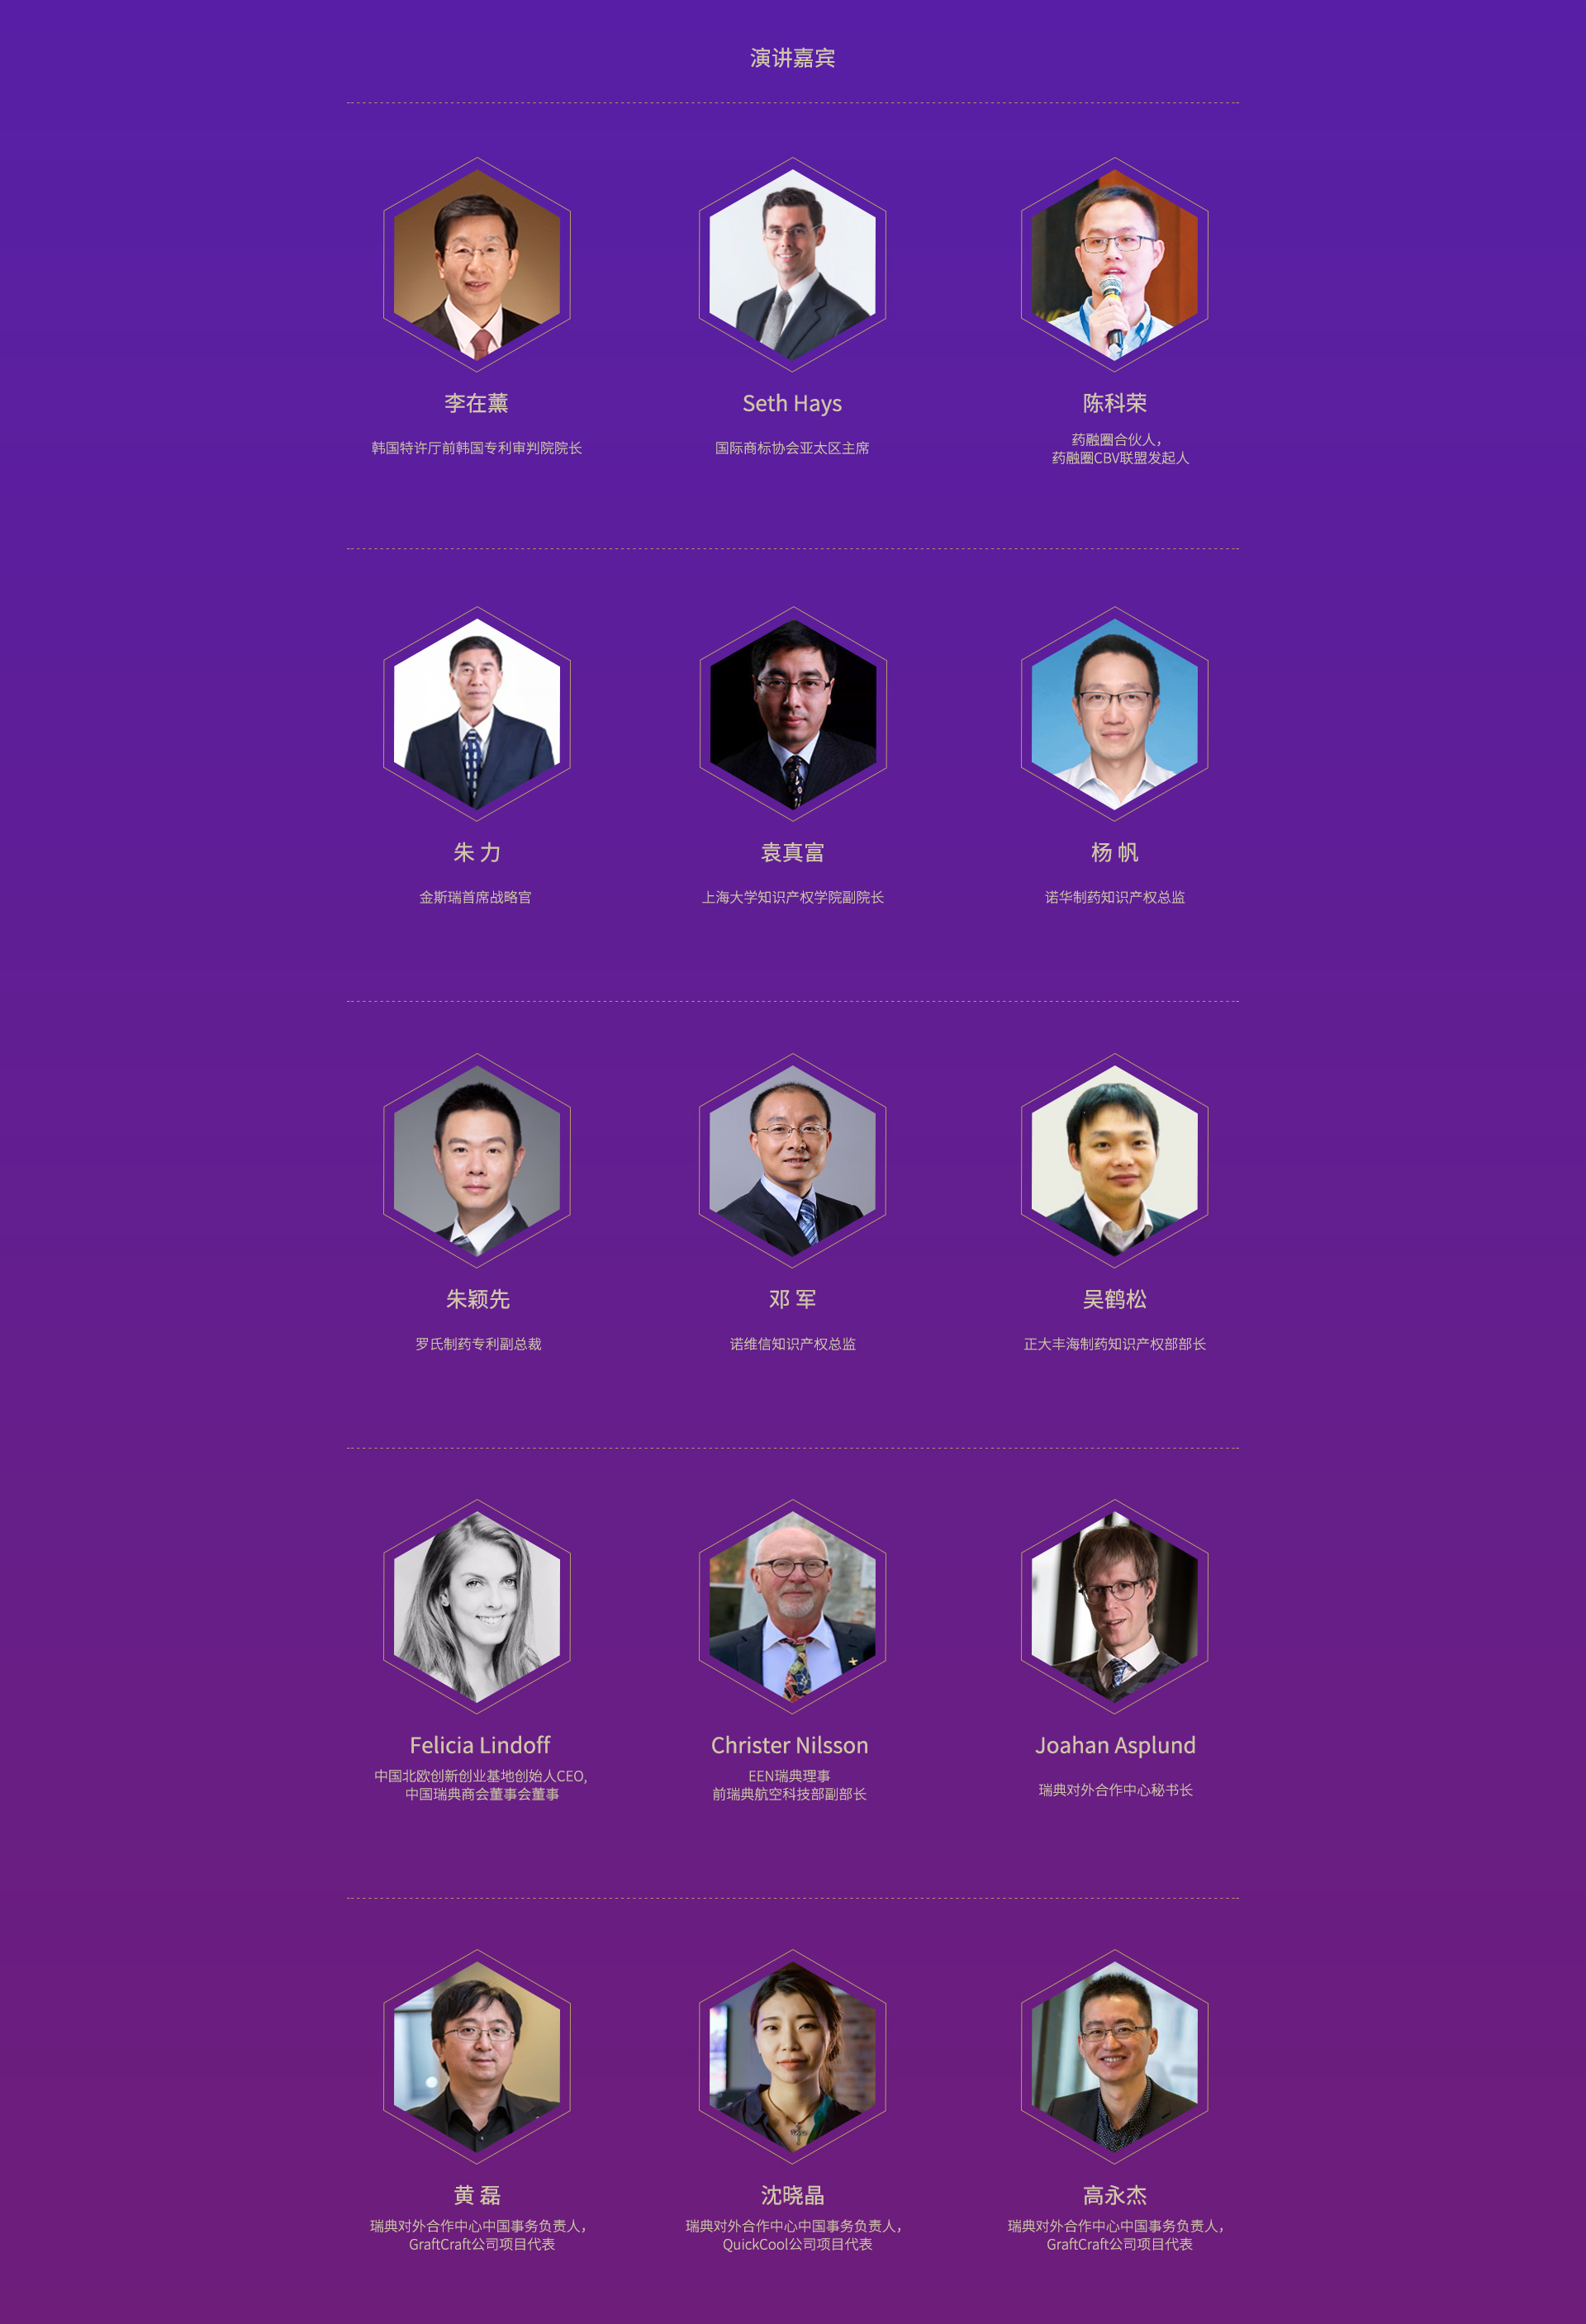 演讲嘉宾
李在薰
韩国特许厅前韩国专利审判院院长
Seth Hays
国际商标协会亚太区主席
陈科荣
药融圈合伙人，
药融圈CBV联盟发起人
朱 力
金斯瑞首席战略官
袁真富
上海大学知识产权学院副院长
杨 帆
诺华制药知识产权总监
朱颖先
罗氏制药专利副总裁
邓 军
诺维信知识产权总监
吴鹤松
正大丰海制药知识产权部部长
Felicia Lindoff
中国北欧创新创业基地创始人CEO,
中国瑞典商会董事会董事
Christer Nilsson
EEN瑞典理事
前瑞典航空科技部副部长
Joahan Asplund
瑞典对外合作中心秘书长
黄 磊
瑞典对外合作中心中国事务负责人，
GraftCraft公司项目代表
沈晓晶
瑞典对外合作中心中国事务负责人，
QuickCool公司项目代表
高永杰
瑞典对外合作中心中国事务负责人，
GraftCraft公司项目代表